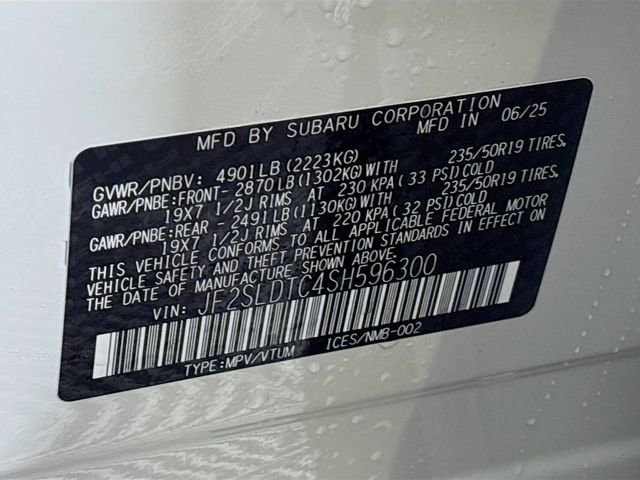 MFD BY SUBARU CORPORATION
MFD IN 06/25
GVWR/PNBV: 4901LB(2223KG)
GAWR/PNBE:FRONT- 2870LB(1302KG)WITH 235/50R19 TIRES,
19X7 1/2J RIMS AT 230 KPA(33 PSI)COLD
GAWR/PNBE:REAR - 2491LB(1130KG)WITH 235/50R19 TIRES,
19X7 1/2J RIMS AT 220 KPA(32 PSI)COLD
THIS VEHICLE CONFORMS TO ALL APPLICABLE FEDERAL MOTOR
VEHICLE SAFETY AND THEFT PREVENTION STANDARDS IN EFFECT ON
THE DATE OF MANUFACTURE SHOWN ABOVE.
VIN: JF2SLDTC4SH596300
TYPE:MPV/VTUM ICES/NMB-002